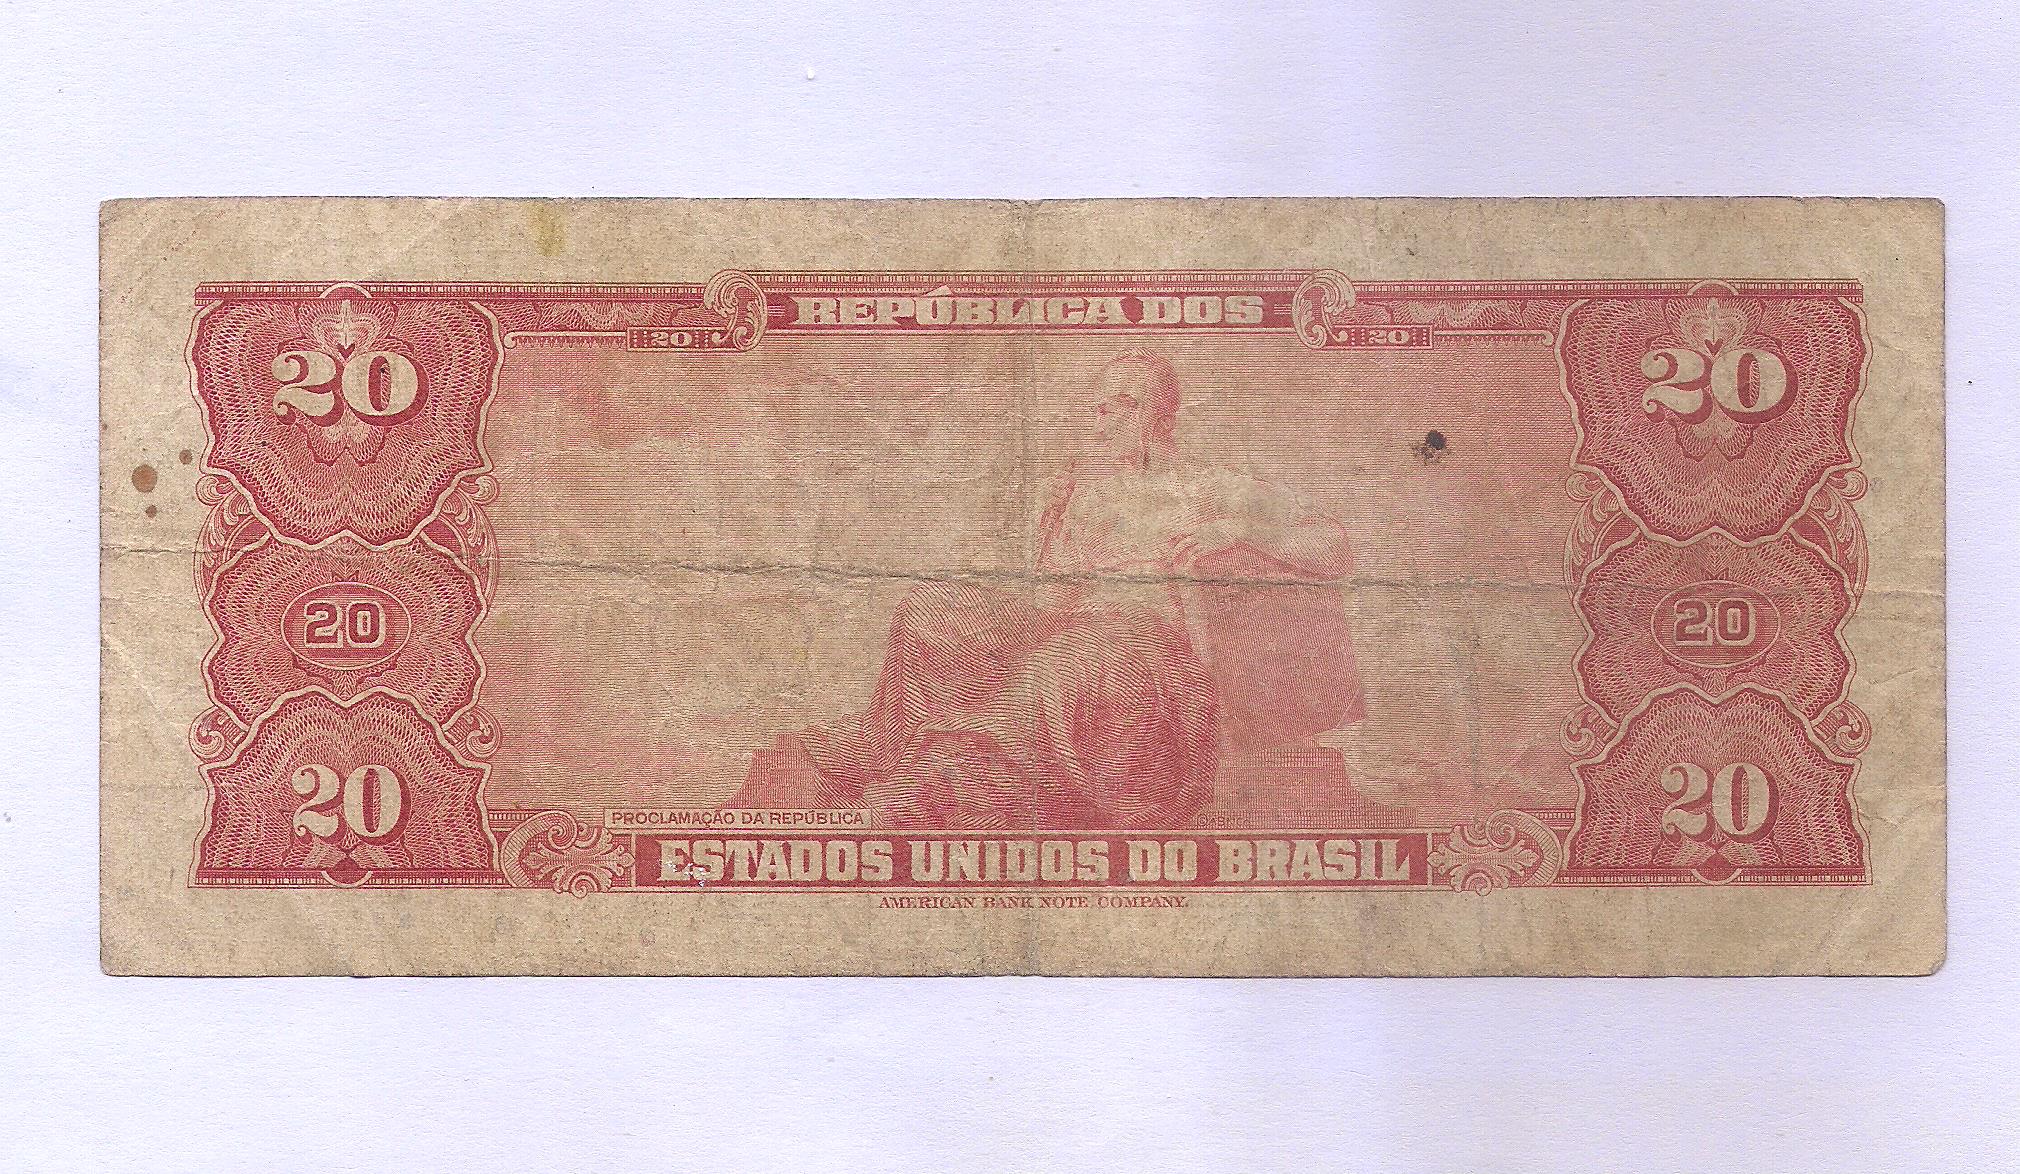 REPÚBLICA DOS
20 20
20 20
20 20
20 20
PROCLAMAÇÃO DA REPÚBLICA
ESTADOS UNIDOS DO BRASIL
AMERICAN BANK NOTE COMPANY.